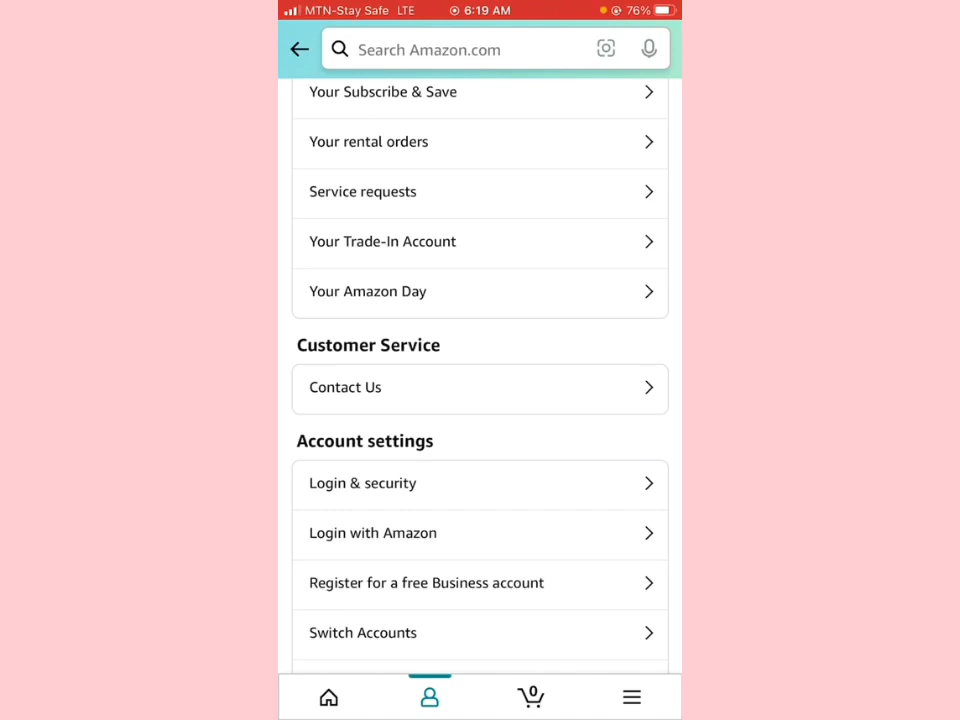 MTN-Stay Safe LTE 6:19 AM 76%
Search Amazon.com
Your Subscribe & Save
Your rental orders
Service requests
Your Trade-In Account
Your Amazon Day
Customer Service
Contact Us
Account settings
Login & security
Login with Amazon
Register for a free Business account
Switch Accounts
0